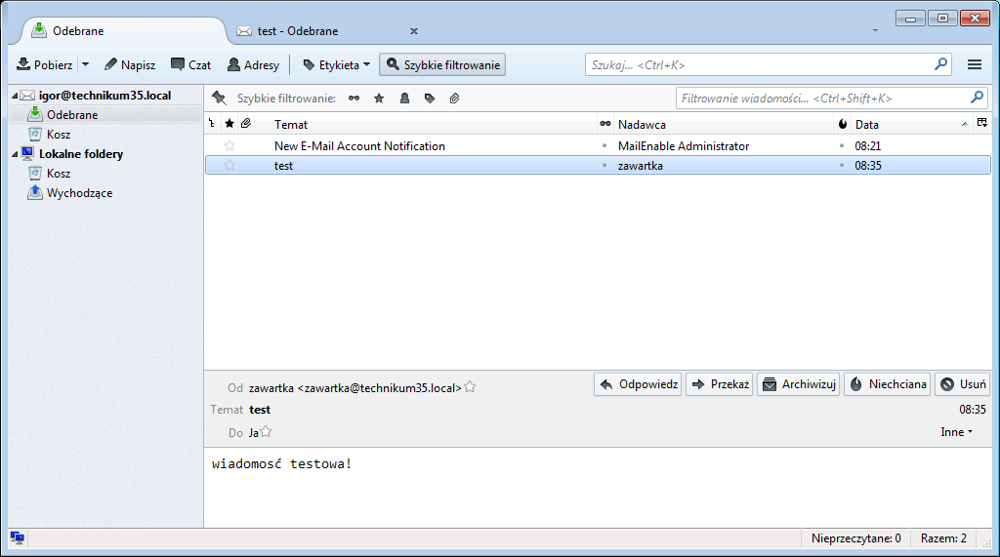 Odebrane test - Odebrane
Pobierz Napisz Czat Adresy Etykieta Szybkie filtrowanie Szukaj... <Ctrl+K>
igor@technikum35.local
Odebrane
Kosz
Lokalne foldery
Kosz
Wychodzące
Szybkie filtrowanie: Filtrowanie wiadomości... <Ctrl+Shift+K>
Temat Nadawca Data
New E-Mail Account Notification MailEnable Administrator 08:21
test zawartka 08:35
Od zawartka <zawartka@technikum35.local> Odpowiedz Przekaż Archiwizuj Niechciana Usuń
Temat test 08:35
Do Ja Inne
wiadomosć testowa!
Nieprzeczytane: 0 Razem: 2